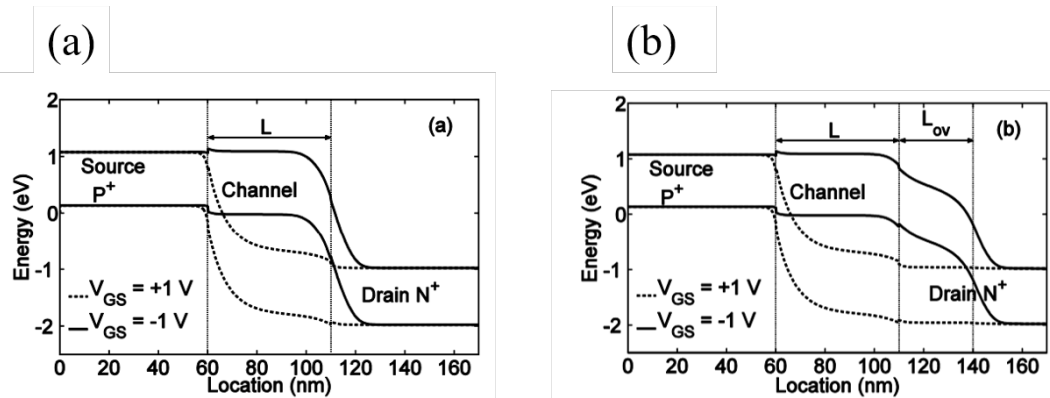 (a)
2
1
0
-1
-2
Energy (eV)
L
(a)
Source
P+
Channel
VGS = +1 V
VGS = -1 V
Drain N+
0 20 40 60 80 100 120 140 160
Location (nm)
(b)
2
1
0
-1
-2
Energy (eV)
L
Lov
(b)
Source
P+
Channel
VGS = +1 V
VGS = -1 V
Drain N+
0 20 40 60 80 100 120 140 160
Location (nm)